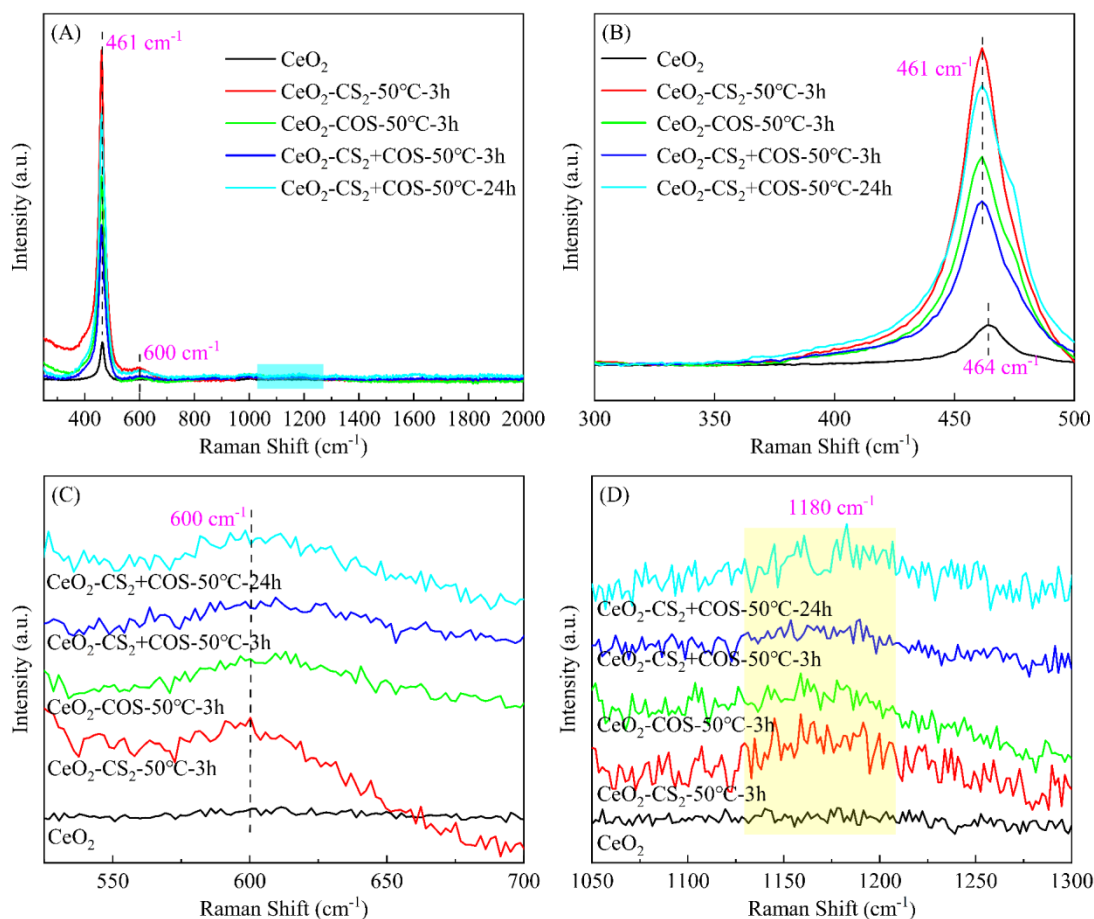 (A)
461 cm⁻¹
CeO₂
CeO₂-CS₂-50℃-3h
CeO₂-COS-50℃-3h
CeO₂-CS₂+COS-50℃-3h
CeO₂-CS₂+COS-50℃-24h
600 cm⁻¹
Intensity (a.u.)
400 600 800 1000 1200 1400 1600 1800 2000
Raman Shift (cm⁻¹)
(B)
461 cm⁻¹
CeO₂
CeO₂-CS₂-50℃-3h
CeO₂-COS-50℃-3h
CeO₂-CS₂+COS-50℃-3h
CeO₂-CS₂+COS-50℃-24h
464 cm⁻¹
Intensity (a.u.)
300 350 400 450 500
Raman Shift (cm⁻¹)
(C)
600 cm⁻¹
CeO₂-CS₂+COS-50℃-24h
CeO₂-CS₂+COS-50℃-3h
CeO₂-COS-50℃-3h
CeO₂-CS₂-50℃-3h
CeO₂
Intensity (a.u.)
550 600 650 700
Raman Shift (cm⁻¹)
(D)
1180 cm⁻¹
CeO₂-CS₂+COS-50℃-24h
CeO₂-CS₂+COS-50℃-3h
CeO₂-COS-50℃-3h
CeO₂-CS₂-50℃-3h
CeO₂
Intensity (a.u.)
1050 1100 1150 1200 1250 1300
Raman Shift (cm⁻¹)